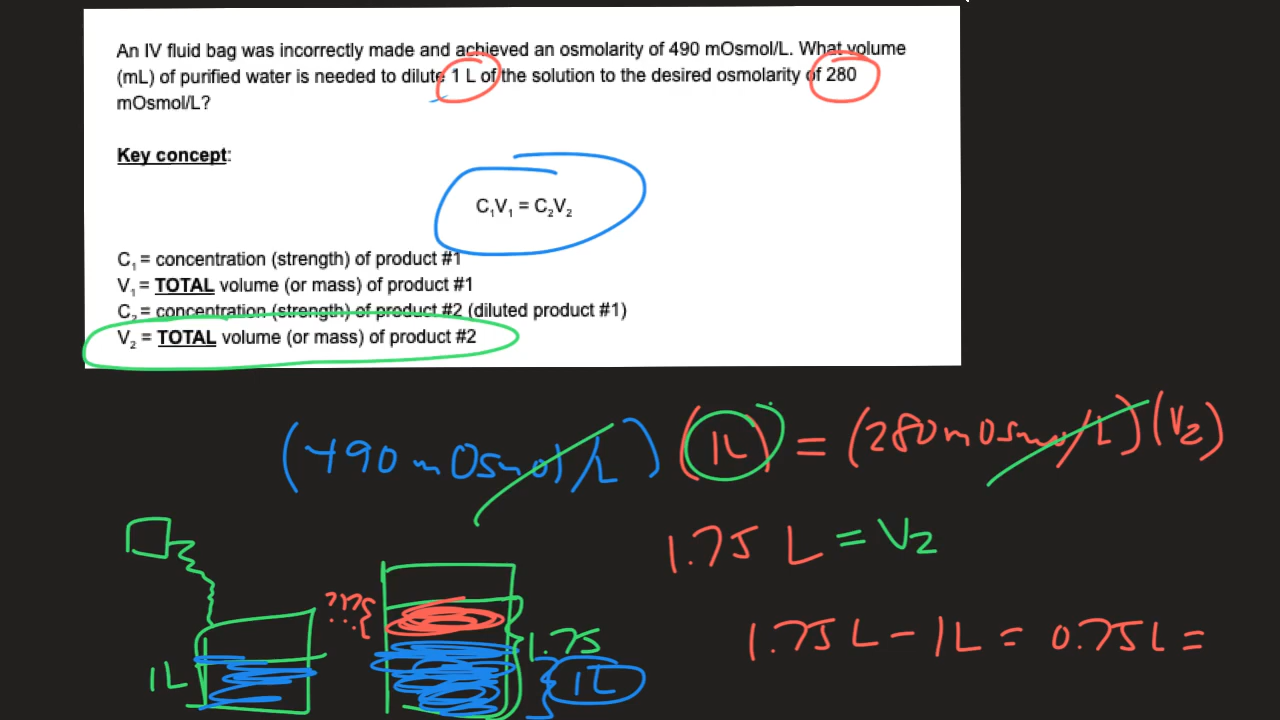 An IV fluid bag was incorrectly made and achieved an osmolarity of 490 mOsmol/L. What volume
(mL) of purified water is needed to dilute 1 L of the solution to the desired osmolarity of 280
mOsmol/L?
Key concept:
C₁V₁ = C₂V₂
C₁ = concentration (strength) of product #1
V₁ = TOTAL volume (or mass) of product #1
C₂ = concentration (strength) of product #2 (diluted product #1)
V₂ = TOTAL volume (or mass) of product #2
(490 mOsmol/L) (1L) = (280mOsmol/L)(V₂)
1.75 L = V₂
???{
1.75
1.75L - 1L = 0.75L =
1L
1L